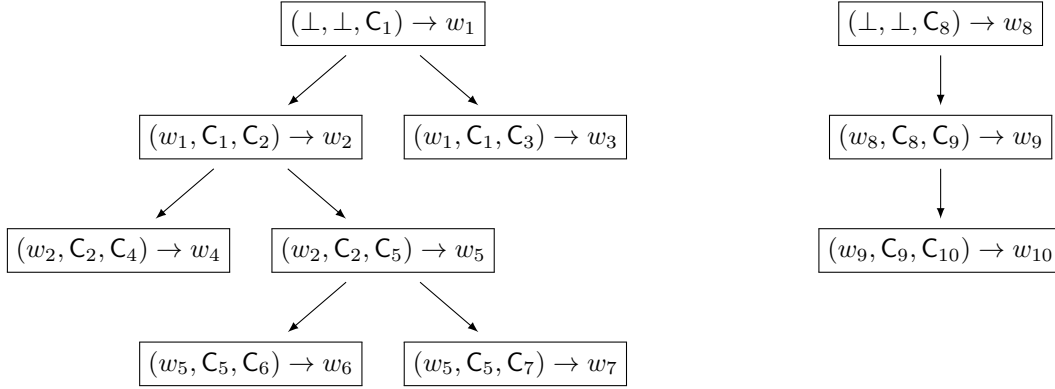 (⊥, ⊥, C₁) → w₁
(⊥, ⊥, C₈) → w₈
(w₁, C₁, C₂) → w₂
(w₁, C₁, C₃) → w₃
(w₈, C₈, C₉) → w₉
(w₂, C₂, C₄) → w₄
(w₂, C₂, C₅) → w₅
(w₉, C₉, C₁₀) → w₁₀
(w₅, C₅, C₆) → w₆
(w₅, C₅, C₇) → w₇